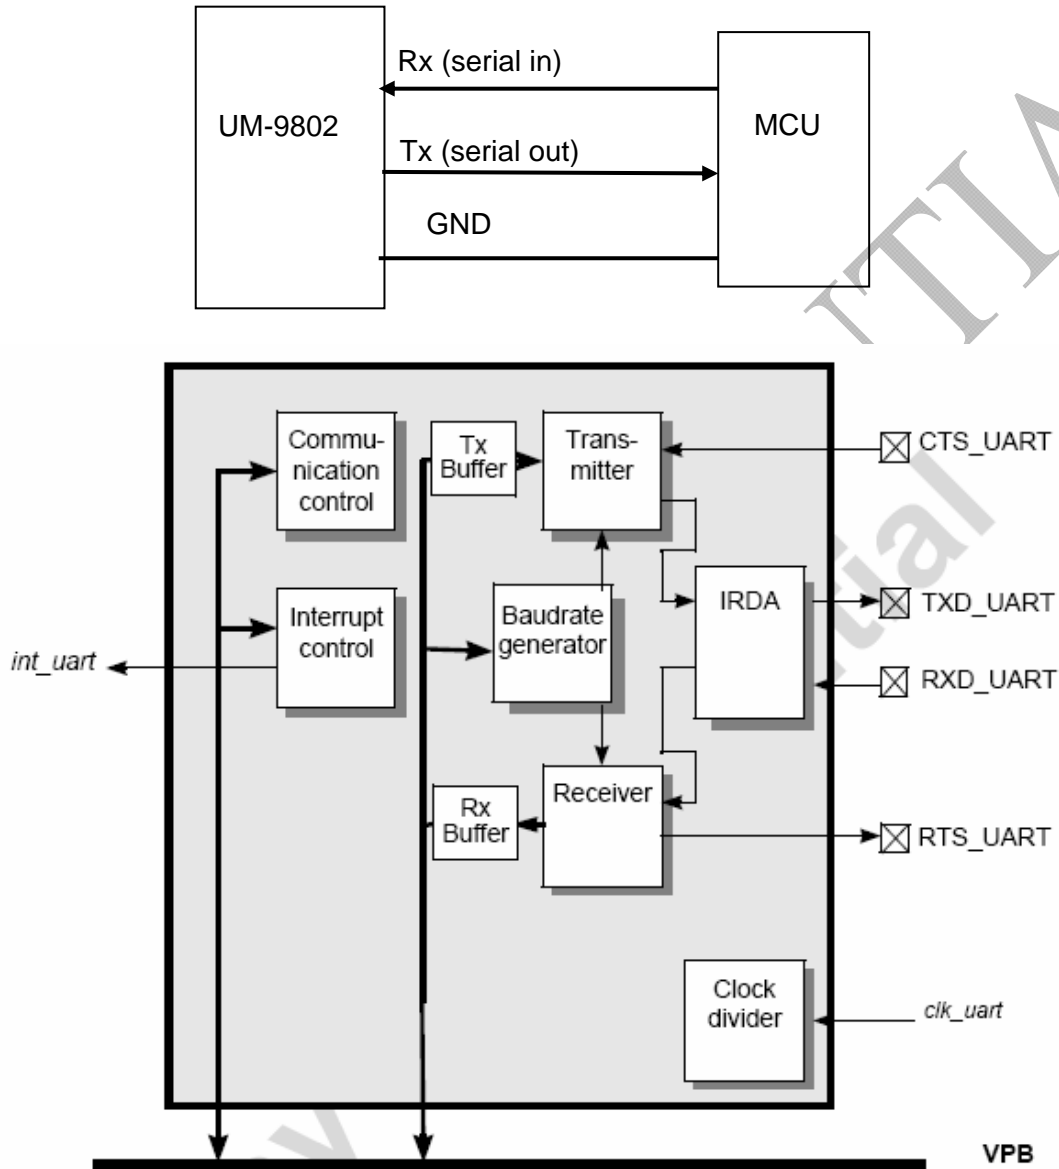 Rx (serial in)
UM-9802
MCU
Tx (serial out)
GND
Commu-
nication
control
Tx
Buffer
Trans-
mitter
CTS_UART
Interrupt
control
Baudrate
generator
IRDA
TXD_UART
int_uart
RXD_UART
Rx
Buffer
Receiver
RTS_UART
Clock
divider
clk_uart
VPB